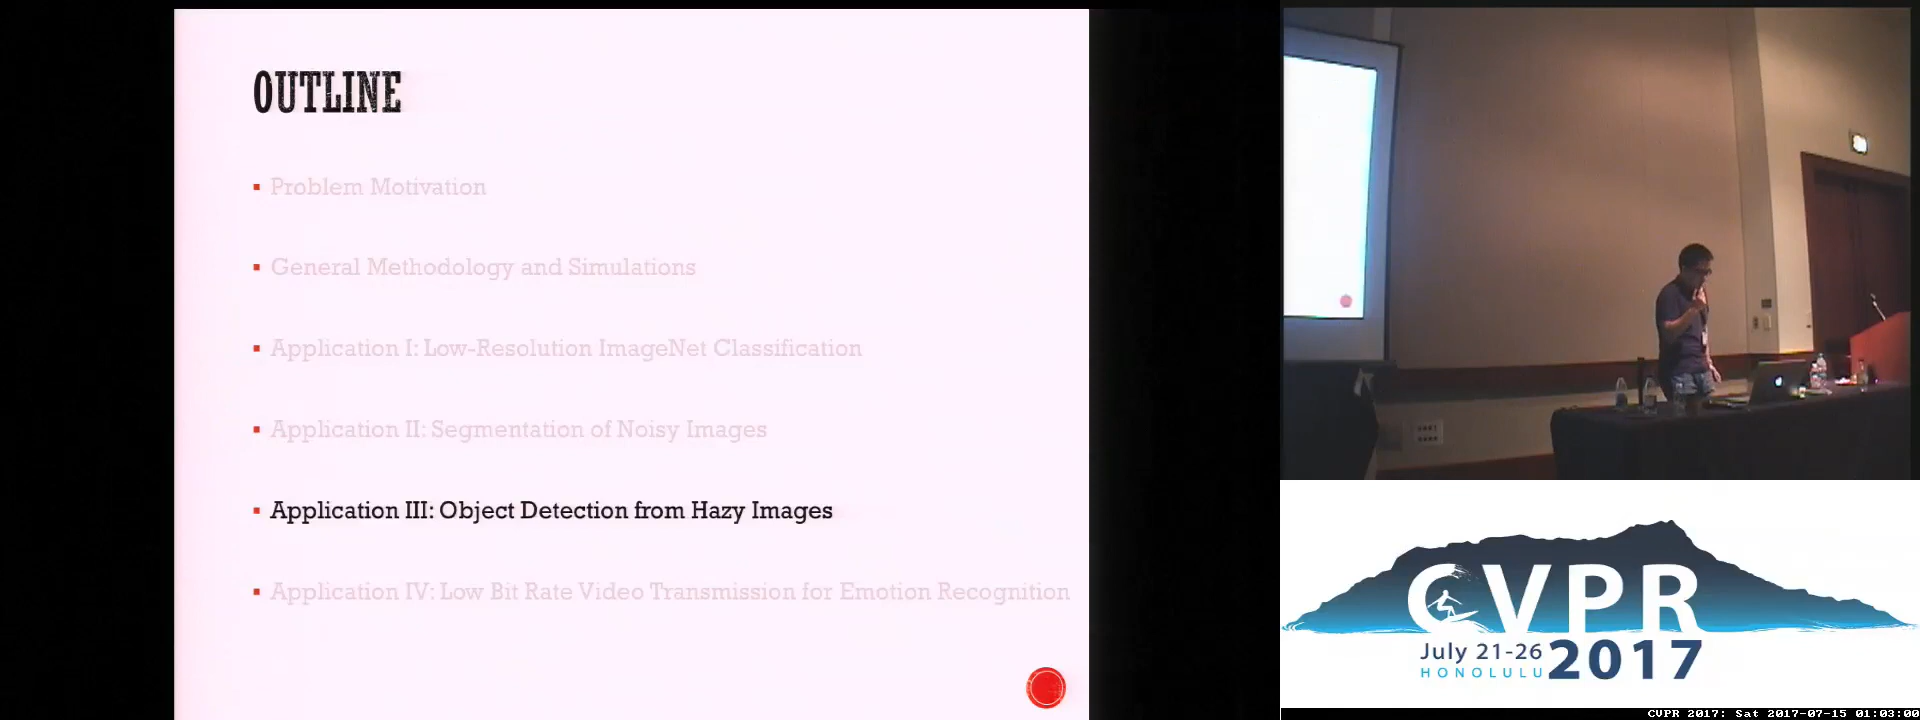 OUTLINE
Problem Motivation
General Methodology and Simulations
Application I: Low-Resolution ImageNet Classification
Application II: Segmentation of Noisy Images
Application III: Object Detection from Hazy Images
Application IV: Low Bit Rate Video Transmission for Emotion Recognition
CVPR
July 21-26
HONOLULU
2017
CVPR 2017: Sat 2017-07-15 01:03:00